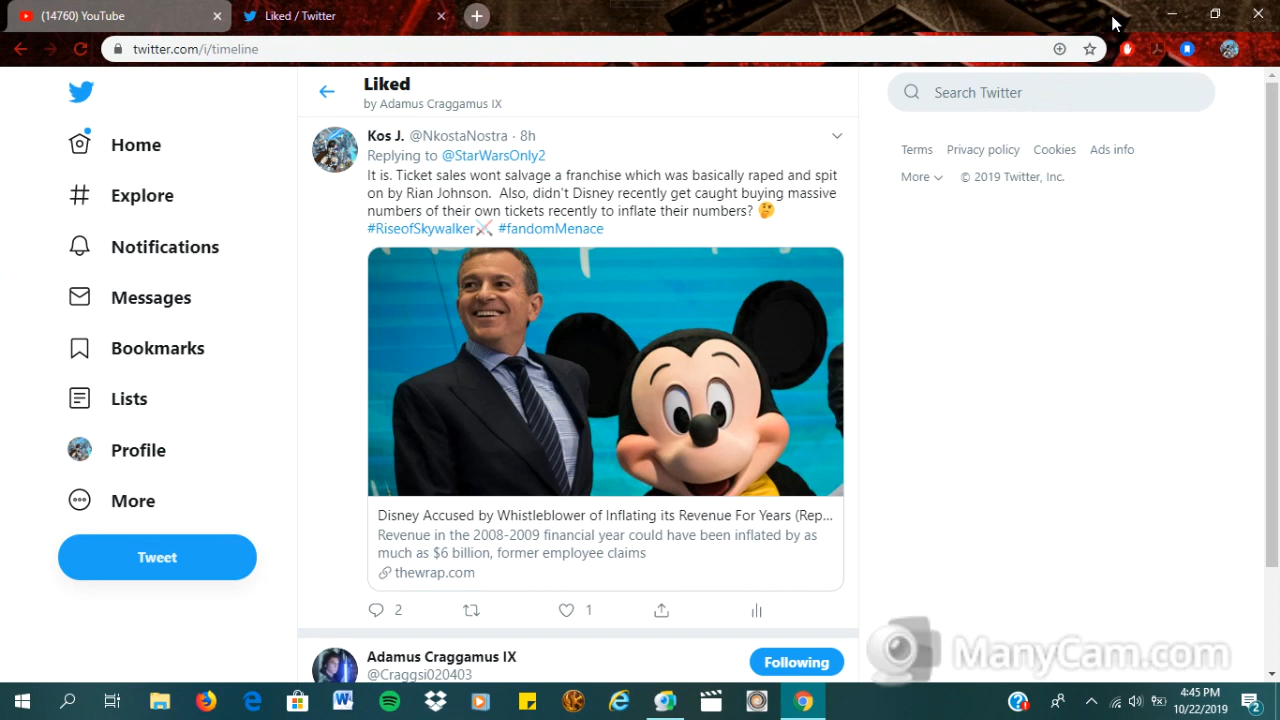 (14760) YouTube
Liked / Twitter
twitter.com/i/timeline
Home
Explore
Notifications
Messages
Bookmarks
Lists
Profile
More
Tweet
Liked
by Adamus Craggamus IX
Kos J. @NkostaNostra · 8h
Replying to @StarWarsOnly2
It is. Ticket sales wont salvage a franchise which was basically raped and spit
on by Rian Johnson. Also, didn't Disney recently get caught buying massive
numbers of their own tickets recently to inflate their numbers? 🤔
#RiseofSkywalker⚔ #fandomMenace
Disney Accused by Whistleblower of Inflating its Revenue For Years (Rep...
Revenue in the 2008-2009 financial year could have been inflated by as
much as $6 billion, former employee claims
thewrap.com
2 1
Adamus Craggamus IX
@Craggsi020403
Following
Search Twitter
Terms Privacy policy Cookies Ads info
More © 2019 Twitter, Inc.
ManyCam.com
4:45 PM
10/22/2019
2